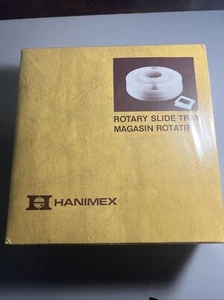 ROTARY SLIDE TRAY
MAGASIN ROTATIF
HANIMEX